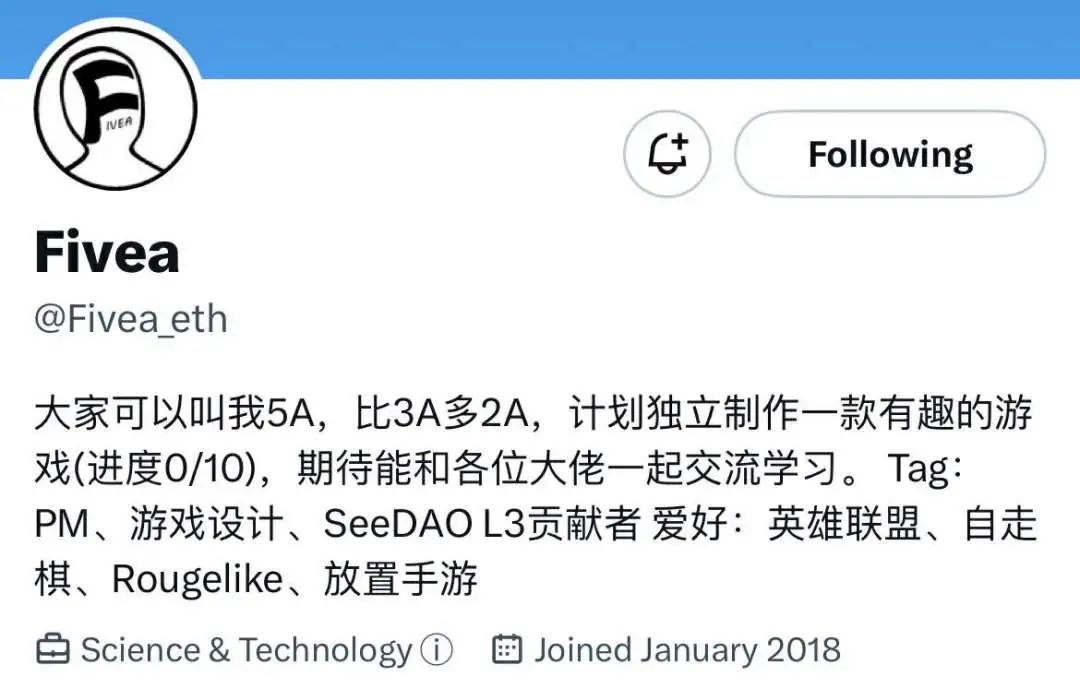 F
IVEA
Following
Fivea
@Fivea_eth
大家可以叫我5A，比3A多2A，计划独立制作一款有趣的游
戏(进度0/10)，期待能和各位大佬一起交流学习。Tag：
PM、游戏设计、SeeDAO L3贡献者 爱好：英雄联盟、自走
棋、Rougelike、放置手游
Science & Technology Joined January 2018